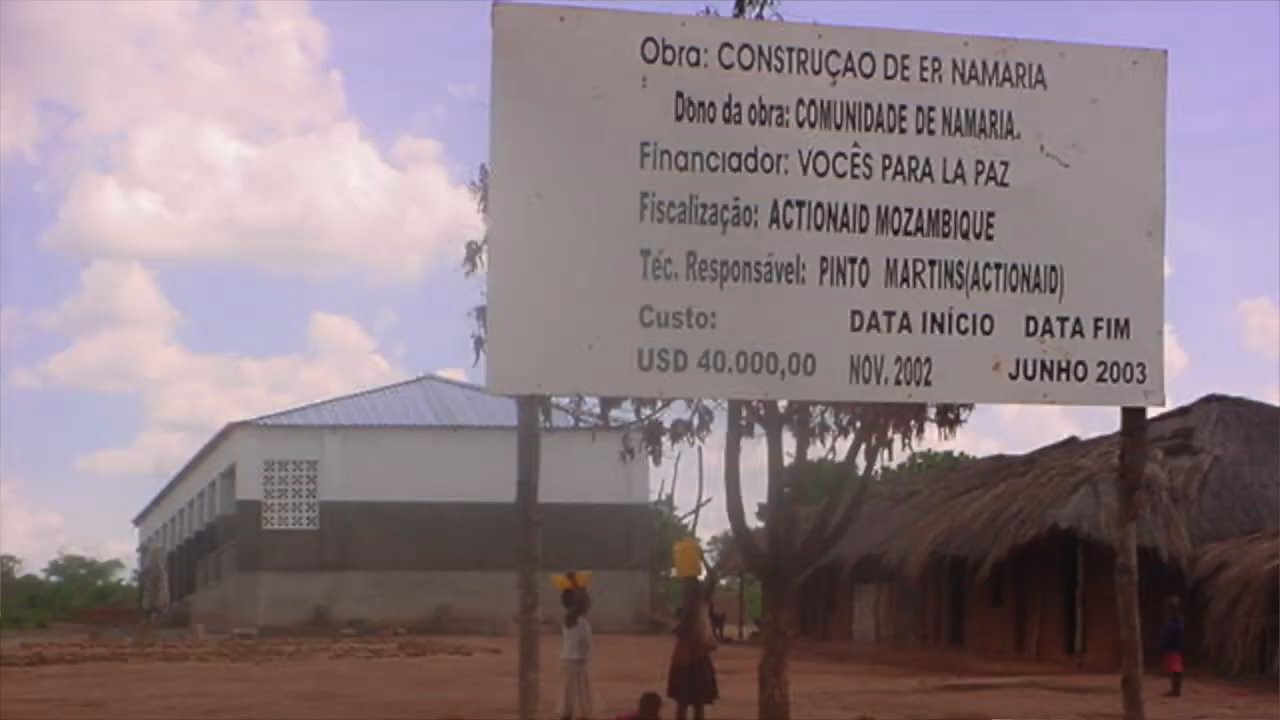 Obra: CONSTRUÇAO DE EP. NAMARIA
Dono da obra: COMUNIDADE DE NAMARIA.
Financiador: VOCÊS PARA LA PAZ
Fiscalização: ACTIONAID MOZAMBIQUE
Téc. Responsável: PINTO MARTINS(ACTIONAID)
Custo: DATA INÍCIO DATA FIM
USD 40.000,00 NOV. 2002 JUNHO 2003